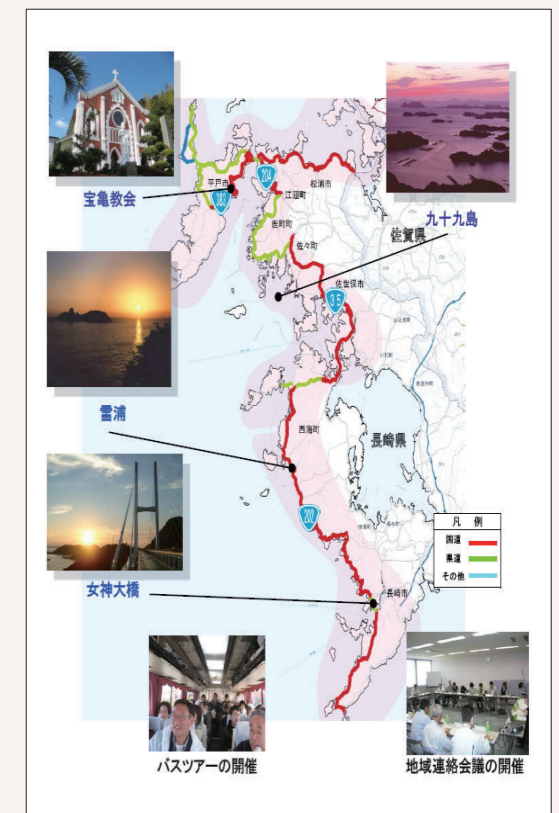 宝亀教会
平戸市
383
204
江迎町
松浦市
鹿町町
佐々町
九十九島
佐賀県
佐世保市
35
雪浦
西海町
長崎県
202
凡 例
国道
県道
その他
女神大橋
長崎市
バスツアーの開催
地域連絡会議の開催